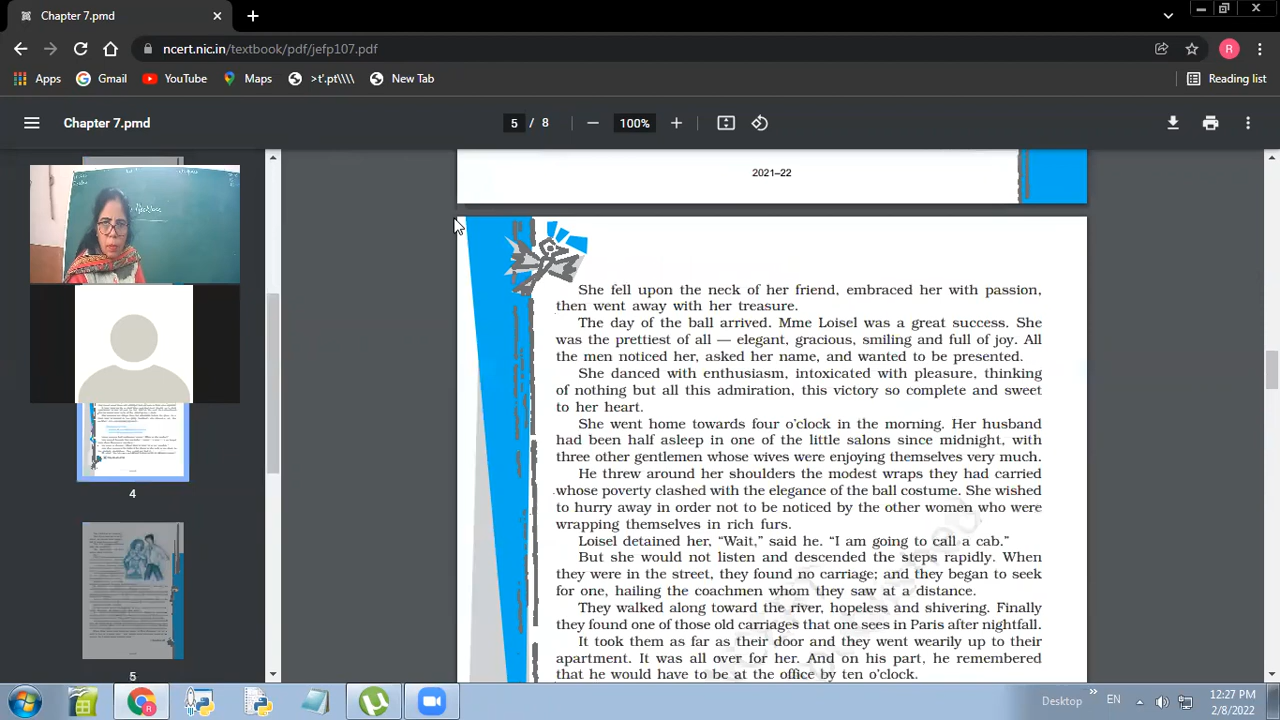 Chapter 7.pmd
ncert.nic.in/textbook/pdf/jefp107.pdf
R
Apps
Gmail
YouTube
Maps
>t'.pt\\\\
New Tab
Reading list
Chapter 7.pmd
5 / 8
100%
2021–22
She fell upon the neck of her friend, embraced her with passion,
then went away with her treasure.
The day of the ball arrived. Mme Loisel was a great success. She
was the prettiest of all — elegant, gracious, smiling and full of joy. All
the men noticed her, asked her name, and wanted to be presented.
She danced with enthusiasm, intoxicated with pleasure, thinking
of nothing but all this admiration, this victory so complete and sweet
to her heart.
She went home towards four o'clock in the morning. Her husband
had been half asleep in one of the little salons since midnight, with
three other gentlemen whose wives were enjoying themselves very much.
He threw around her shoulders the modest wraps they had carried
whose poverty clashed with the elegance of the ball costume. She wished
to hurry away in order not to be noticed by the other women who were
wrapping themselves in rich furs.
Loisel detained her, “Wait,” said he. “I am going to call a cab.”
But she would not listen and descended the steps rapidly. When
they were in the street, they found no carriage; and they began to seek
for one, hailing the coachmen whom they saw at a distance.
They walked along toward the river, hopeless and shivering. Finally
they found one of those old carriages that one sees in Paris after nightfall.
It took them as far as their door and they went wearily up to their
apartment. It was all over for her. And on his part, he remembered
that he would have to be at the office by ten o'clock.
4
5
Desktop
EN
12:27 PM
2/8/2022